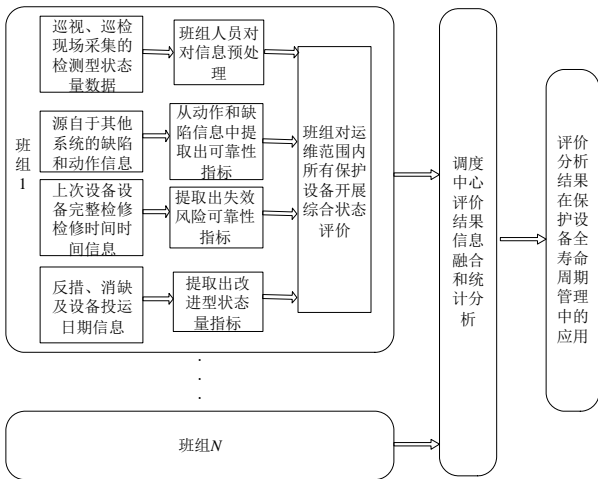 班
组
1
巡视、巡检
现场采集的
检测型状态
量数据
班组人员对
对信息预处
理
源自于其他
系统的缺陷
和动作信息
从动作和缺
陷信息中提
取出可靠性
指标
上次设备设
备完整检修
检修时间时
间信息
提取出失效
风险可靠性
指标
反措、消缺
及设备投运
日期信息
提取出改
进型状态
量指标
班组对运
维范围内
所有保护
设备开展
综合状态
评价
班组N
调度
中心
评价
结果
信息
融合
和统
计分
析
评价
分析
结果
在保
护设
备全
寿命
周期
管理
中的
应用